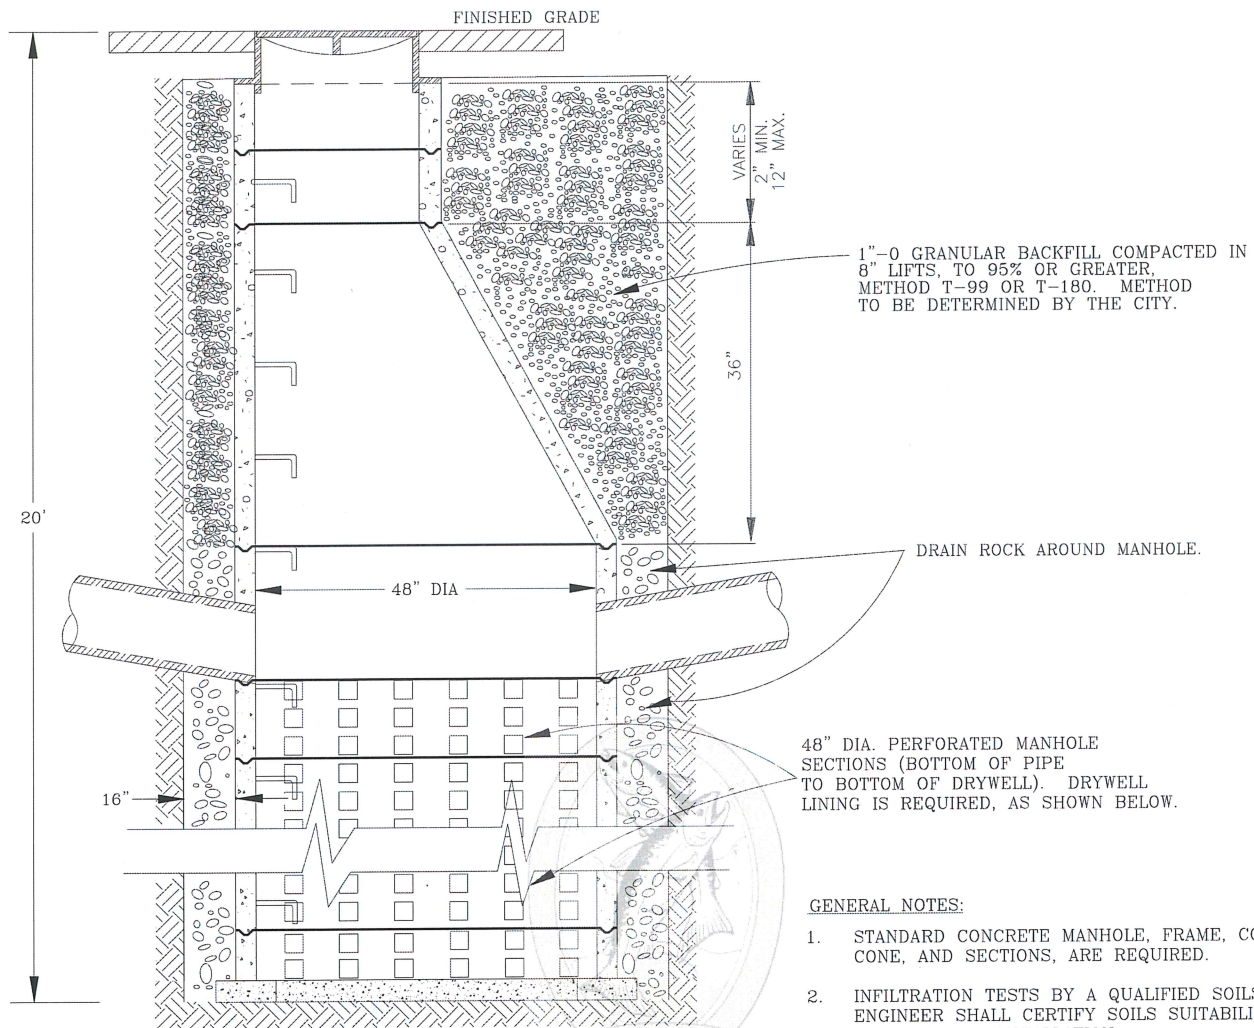 FINISHED GRADE
VARIES
2" MIN.
12" MAX.
1"-0 GRANULAR BACKFILL COMPACTED IN
8" LIFTS, TO 95% OR GREATER,
METHOD T-99 OR T-180. METHOD
TO BE DETERMINED BY THE CITY.
36"
20'
DRAIN ROCK AROUND MANHOLE.
48" DIA
48" DIA. PERFORATED MANHOLE
SECTIONS (BOTTOM OF PIPE
TO BOTTOM OF DRYWELL). DRYWELL
LINING IS REQUIRED, AS SHOWN BELOW.
16"
GENERAL NOTES:
1. STANDARD CONCRETE MANHOLE, FRAME,
CONE, AND SECTIONS, ARE REQUIRED.
2. INFILTRATION TESTS BY A QUALIFIED SOILS
ENGINEER SHALL CERTIFY SOILS